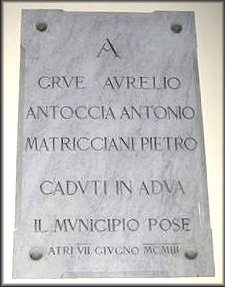 A
GRVE AVRELIO
ANTOCCIA ANTONIO
MATRICCIANI PIETRO
CADVTI IN ADVA
IL MVNICIPIO POSE
ATRI VII GIVGNO MCMIII